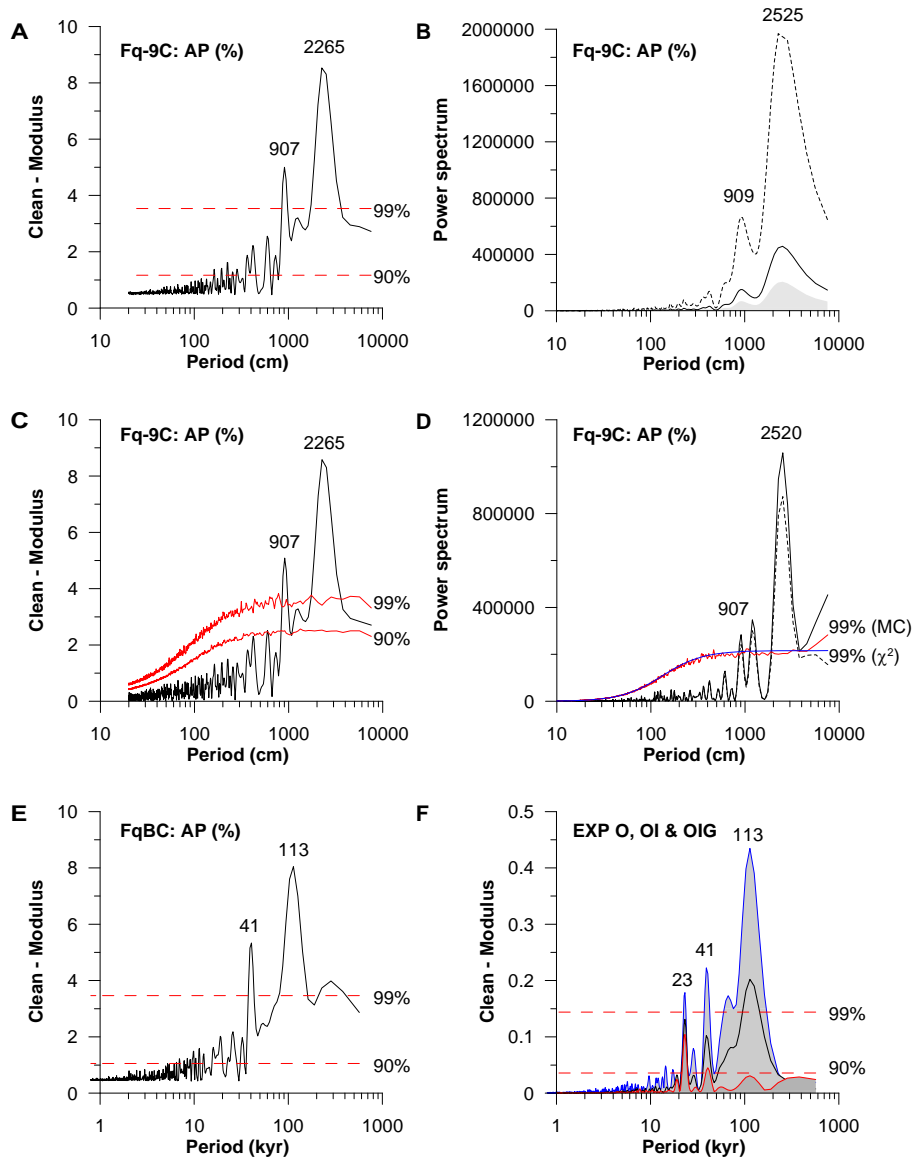 A
Fq-9C: AP (%)
2265
907
99%
90%
10
8
6
4
2
0
Clean - Modulus
10 100 1000 10000
Period (cm)
B
Fq-9C: AP (%)
2525
909
2000000
1600000
1200000
800000
400000
0
Power spectrum
10 100 1000 10000
Period (cm)
C
Fq-9C: AP (%)
2265
907
99%
90%
10
8
6
4
2
0
Clean - Modulus
10 100 1000 10000
Period (cm)
D
Fq-9C: AP (%)
2520
907
99% (MC)
99% (χ²)
1200000
800000
400000
0
Power spectrum
10 100 1000 10000
Period (cm)
E
FqBC: AP (%)
113
41
99%
90%
10
8
6
4
2
0
Clean - Modulus
1 10 100 1000
Period (kyr)
F
EXP O, OI & OIG
113
41
23
99%
90%
0.5
0.4
0.3
0.2
0.1
0
Clean - Modulus
1 10 100 1000
Period (kyr)